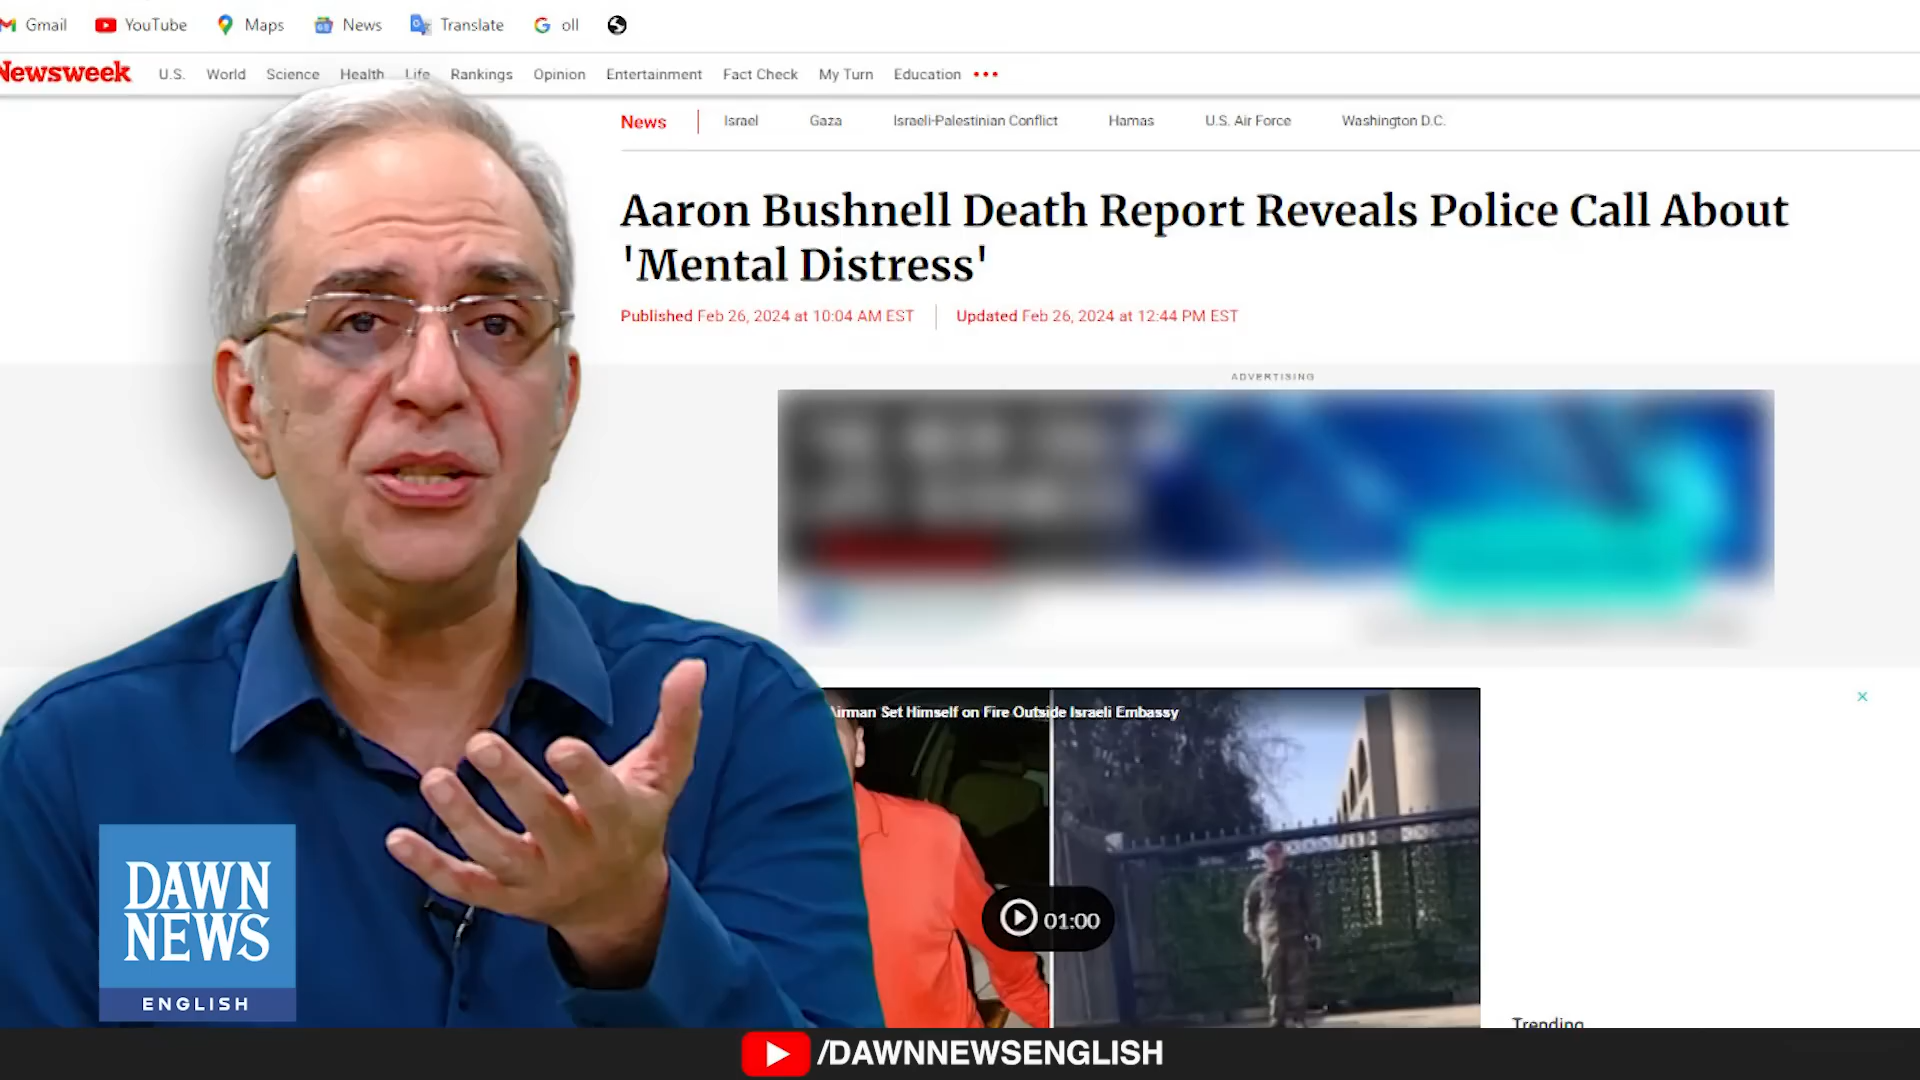 Gmail YouTube Maps News Translate oll
Newsweek U.S. World Science Health Life Rankings Opinion Entertainment Fact Check My Turn Education
News Israel Gaza Israeli-Palestinian Conflict Hamas U.S. Air Force Washington D.C.
Aaron Bushnell Death Report Reveals Police Call About
'Mental Distress'
Published Feb 26, 2024 at 10:04 AM EST Updated Feb 26, 2024 at 12:44 PM EST
ADVERTISING
Airman Set Himself on Fire Outside Israeli Embassy
01:00
DAWN
NEWS
ENGLISH
Trending
/DAWNNEWSENGLISH